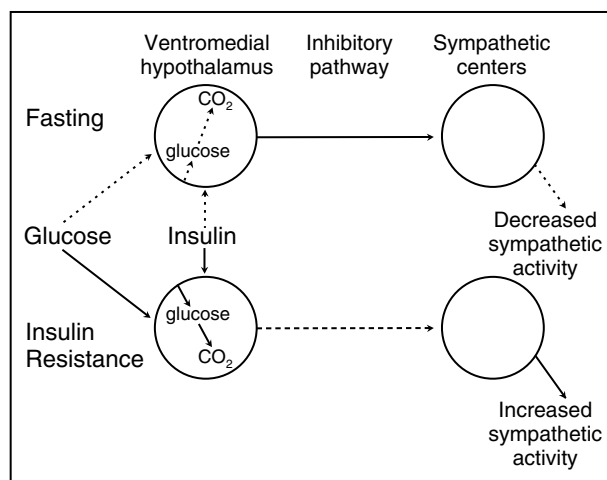 Ventromedial
hypothalamus
Inhibitory
pathway
Sympathetic
centers
Fasting
CO2
glucose
Glucose
Insulin
Decreased
sympathetic
activity
Insulin
Resistance
glucose
CO2
Increased
sympathetic
activity